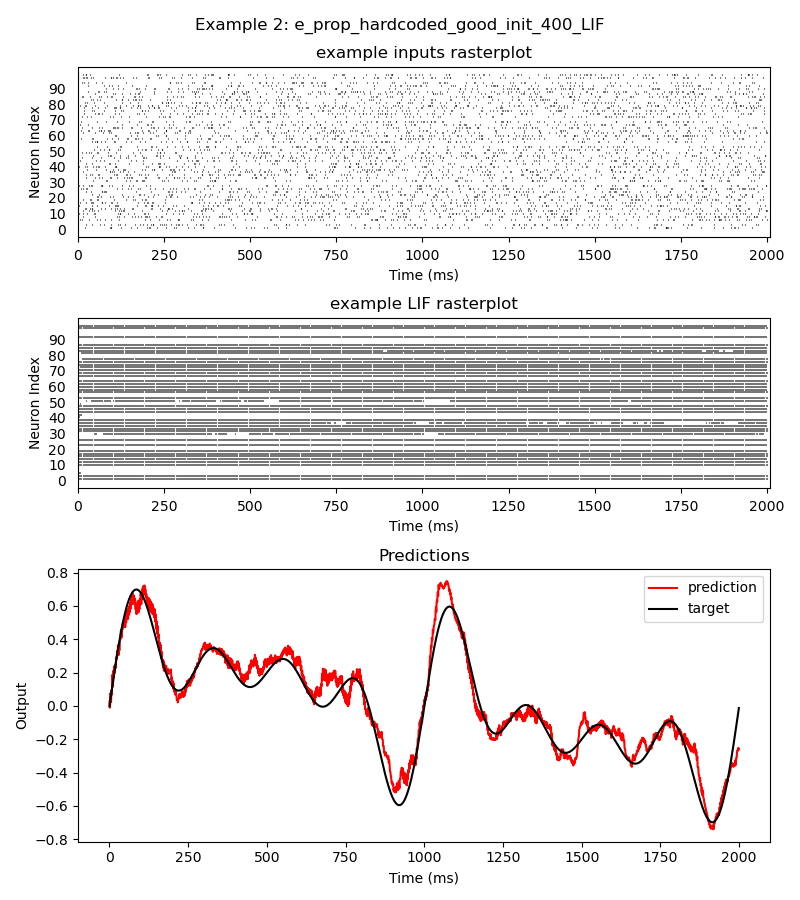 Example 2: e_prop_hardcoded_good_init_400_LIF
example inputs rasterplot
90
80
70
60
50
40
30
20
10
0
Neuron Index
0 250 500 750 1000 1250 1500 1750 2000
Time (ms)
example LIF rasterplot
90
80
70
60
50
40
30
20
10
0
Neuron Index
0 250 500 750 1000 1250 1500 1750 2000
Time (ms)
Predictions
0.8
0.6
0.4
0.2
0.0
−0.2
−0.4
−0.6
−0.8
Output
prediction
target
0 250 500 750 1000 1250 1500 1750 2000
Time (ms)